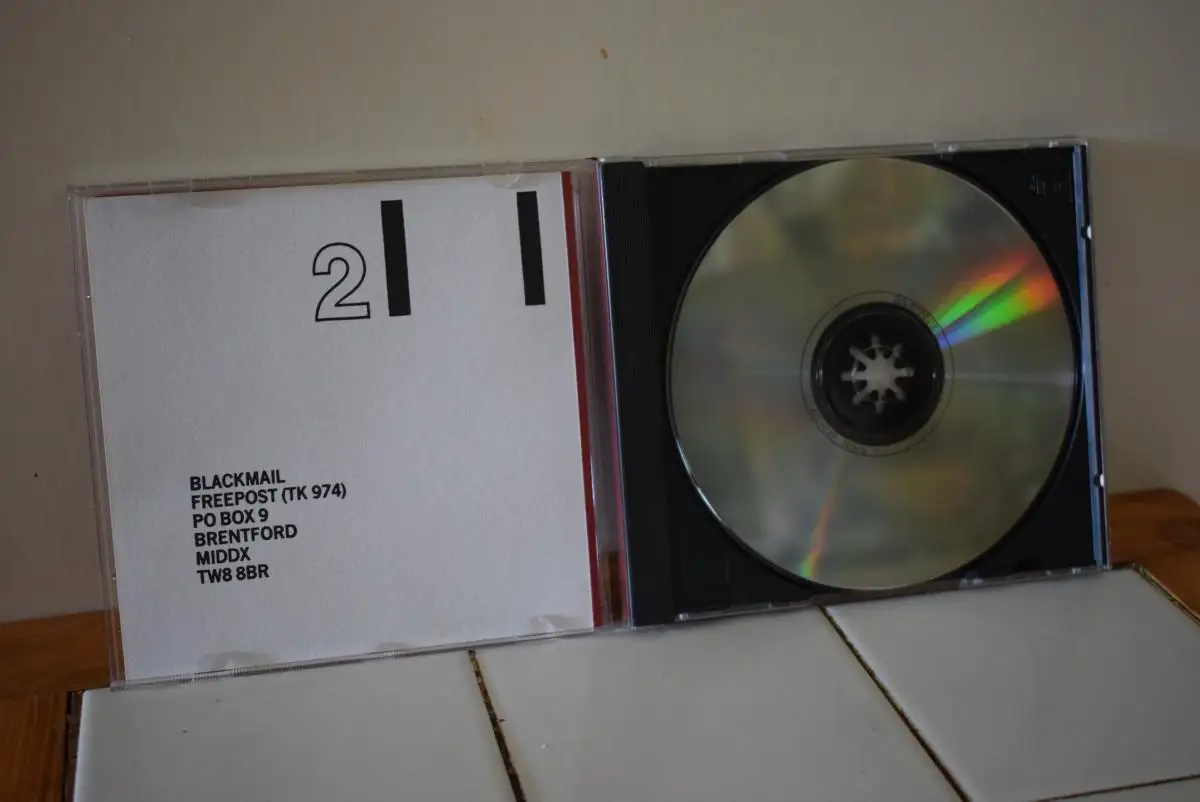 2
BLACKMAIL
FREEPOST (TK 974)
PO BOX 9
BRENTFORD
MIDDX
TW8 8BR